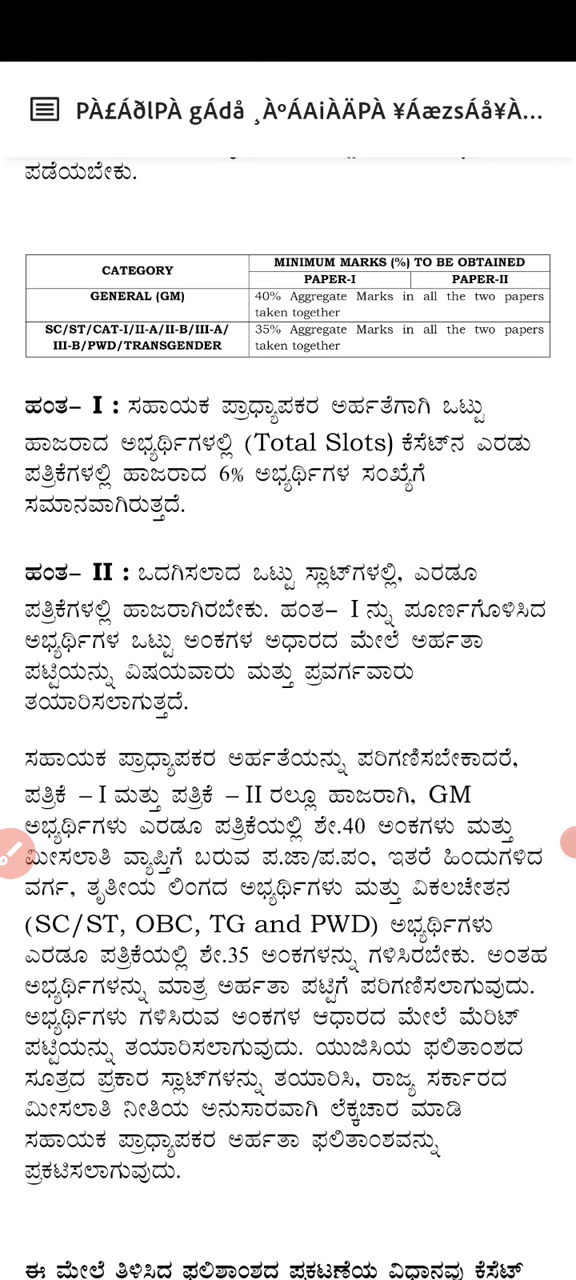 PÀ£ÁðlPÀ gÁdå ¸ÀºÁAiÀÄPÀ ¥ÁæzsÁå¥À...
ಪಡೆಯಬೇಕು.
CATEGORY
MINIMUM MARKS (%) TO BE OBTAINED
PAPER-I PAPER-II
GENERAL (GM)
40% Aggregate Marks in all the two papers
taken together
SC/ST/CAT-I/II-A/II-B/III-A/
III-B/PWD/TRANSGENDER
35% Aggregate Marks in all the two papers
taken together
ಹಂತ– I : ಸಹಾಯಕ ಪ್ರಾಧ್ಯಾಪಕರ ಅರ್ಹತೆಗಾಗಿ ಒಟ್ಟು
ಹಾಜರಾದ ಅಭ್ಯರ್ಥಿಗಳಲ್ಲಿ (Total Slots) ಕೆಸೆಟ್‌ನ ಎರಡು
ಪತ್ರಿಕೆಗಳಲ್ಲಿ ಹಾಜರಾದ 6% ಅಭ್ಯರ್ಥಿಗಳ ಸಂಖ್ಯೆಗೆ
ಸಮಾನವಾಗಿರುತ್ತದೆ.
ಹಂತ– II : ಒದಗಿಸಲಾದ ಒಟ್ಟು ಸ್ಲಾಟ್‌ಗಳಲ್ಲಿ, ಎರಡೂ
ಪತ್ರಿಕೆಗಳಲ್ಲಿ ಹಾಜರಾಗಿರಬೇಕು. ಹಂತ– I ನ್ನು ಪೂರ್ಣಗೊಳಿಸಿದ
ಅಭ್ಯರ್ಥಿಗಳ ಒಟ್ಟು ಅಂಕಗಳ ಅಧಾರದ ಮೇಲೆ ಅರ್ಹತಾ
ಪಟ್ಟಿಯನ್ನು ವಿಷಯವಾರು ಮತ್ತು ಪ್ರವರ್ಗವಾರು
ತಯಾರಿಸಲಾಗುತ್ತದೆ.
ಸಹಾಯಕ ಪ್ರಾಧ್ಯಾಪಕರ ಅರ್ಹತೆಯನ್ನು ಪರಿಗಣಿಸಬೇಕಾದರೆ,
ಪತ್ರಿಕೆ – I ಮತ್ತು ಪತ್ರಿಕೆ – II ರಲ್ಲೂ ಹಾಜರಾಗಿ, GM
ಅಭ್ಯರ್ಥಿಗಳು ಎರಡೂ ಪತ್ರಿಕೆಯಲ್ಲಿ ಶೇ.40 ಅಂಕಗಳು ಮತ್ತು
ಮೀಸಲಾತಿ ವ್ಯಾಪ್ತಿಗೆ ಬರುವ ಪ.ಜಾ/ಪ.ಪಂ, ಇತರೆ ಹಿಂದುಗಳಿದ
ವರ್ಗ, ತೃತೀಯ ಲಿಂಗದ ಅಭ್ಯರ್ಥಿಗಳು ಮತ್ತು ವಿಕಲಚೇತನ
(SC/ST, OBC, TG and PWD) ಅಭ್ಯರ್ಥಿಗಳು
ಎರಡೂ ಪತ್ರಿಕೆಯಲ್ಲಿ ಶೇ.35 ಅಂಕಗಳನ್ನು ಗಳಿಸಿರಬೇಕು. ಅಂತಹ
ಅಭ್ಯರ್ಥಿಗಳನ್ನು ಮಾತ್ರ ಅರ್ಹತಾ ಪಟ್ಟಿಗೆ ಪರಿಗಣಿಸಲಾಗುವುದು.
ಅಭ್ಯರ್ಥಿಗಳು ಗಳಿಸಿರುವ ಅಂಕಗಳ ಆಧಾರದ ಮೇಲೆ ಮೆರಿಟ್
ಪಟ್ಟಿಯನ್ನು ತಯಾರಿಸಲಾಗುವುದು. ಯುಜಿಸಿಯ ಫಲಿತಾಂಶದ
ಸೂತ್ರದ ಪ್ರಕಾರ ಸ್ಲಾಟ್‌ಗಳನ್ನು ತಯಾರಿಸಿ, ರಾಜ್ಯ ಸರ್ಕಾರದ
ಮೀಸಲಾತಿ ನೀತಿಯ ಅನುಸಾರವಾಗಿ ಲೆಕ್ಕಚಾರ ಮಾಡಿ
ಸಹಾಯಕ ಪ್ರಾಧ್ಯಾಪಕರ ಅರ್ಹತಾ ಫಲಿತಾಂಶವನ್ನು
ಪ್ರಕಟಿಸಲಾಗುವುದು.
ಈ ಮೇಲೆ ತಿಳಿಸಿದ ಫಲಿಶಾಂಶದ ಪ್ರಕಟಣೆಯ ವಿಧಾನವು ಕೆಸೆಟ್